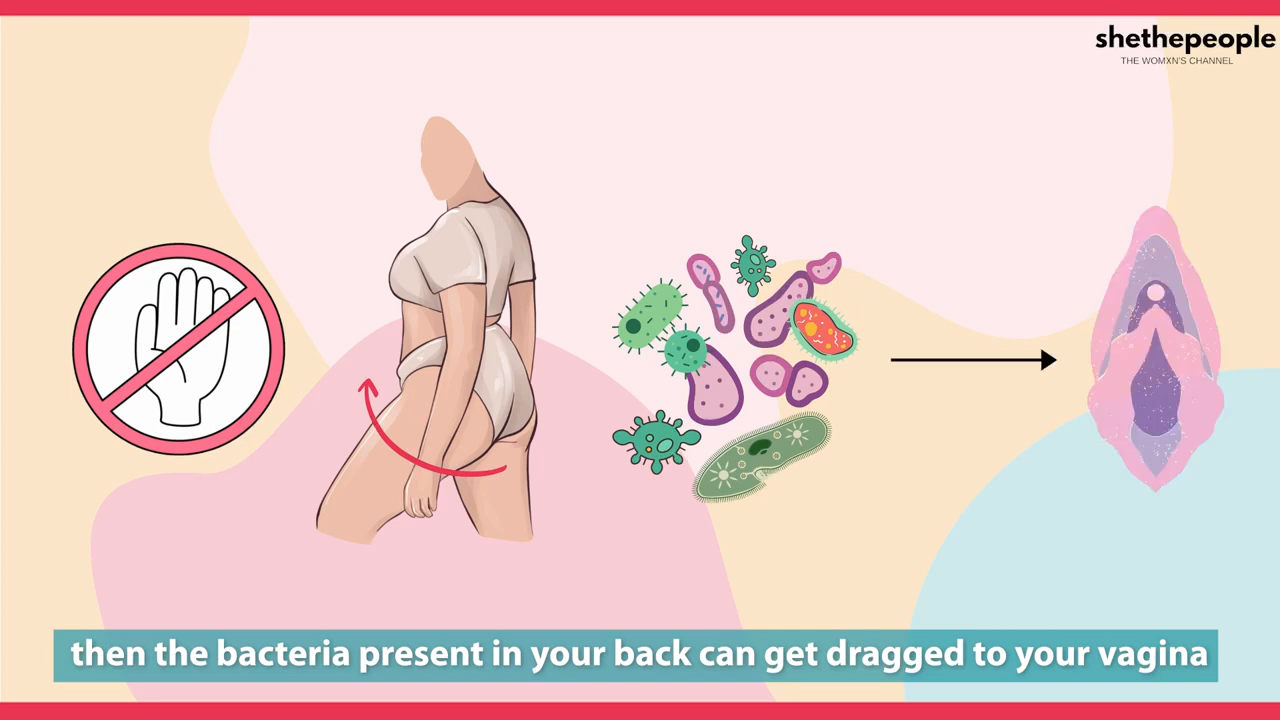 shethepeople
THE WOMXN'S CHANNEL
then the bacteria present in your back can get dragged to your vagina